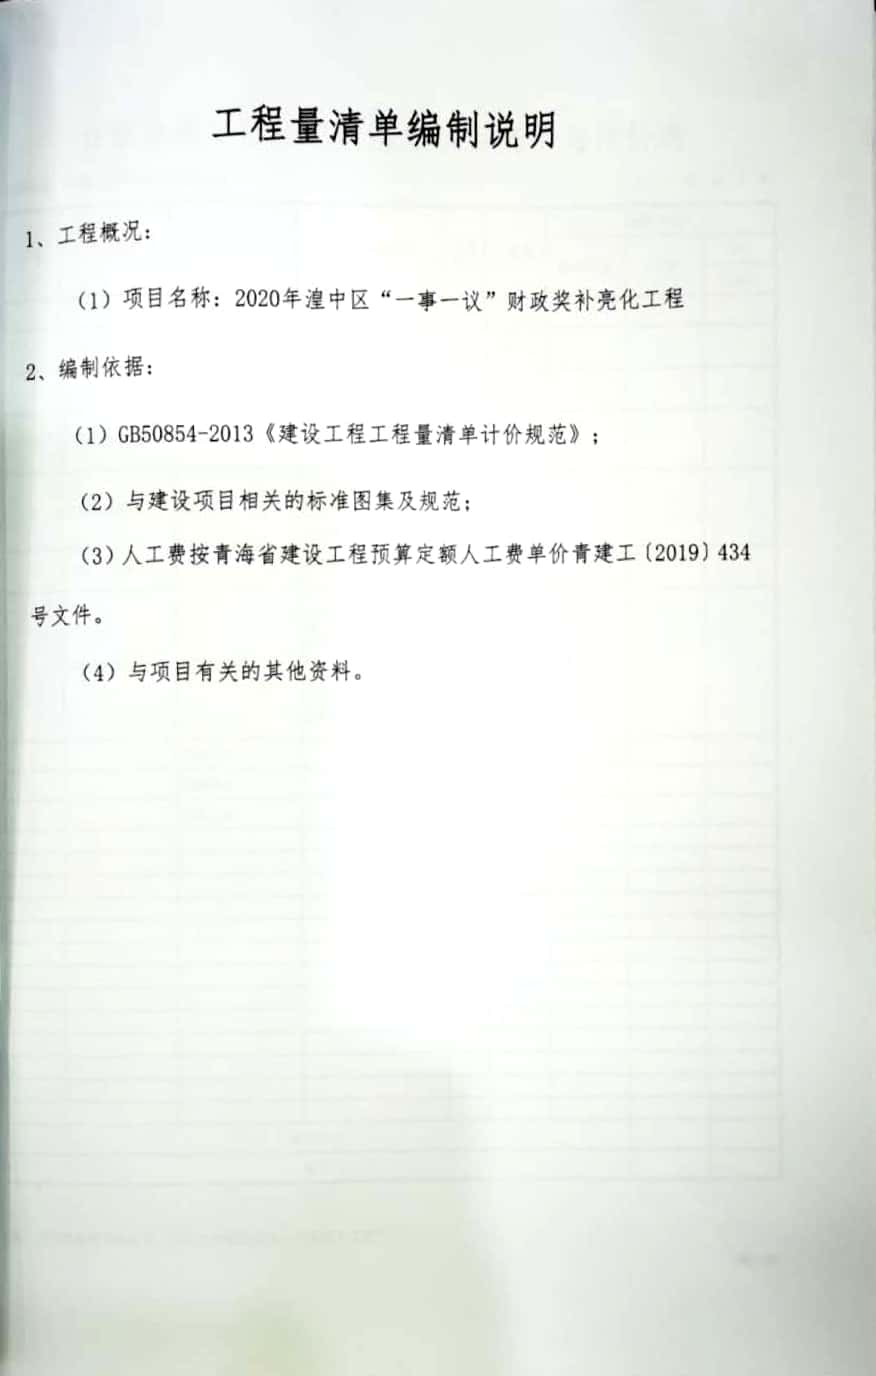 工程量清单编制说明
1、工程概况：
（1）项目名称：2020年湟中区“一事一议”财政奖补亮化工程
2、编制依据：
（1）GB50854-2013《建设工程工程量清单计价规范》；
（2）与建设项目相关的标准图集及规范；
（3）人工费按青海省建设工程预算定额人工费单价青建工〔2019〕434
号文件。
（4）与项目有关的其他资料。